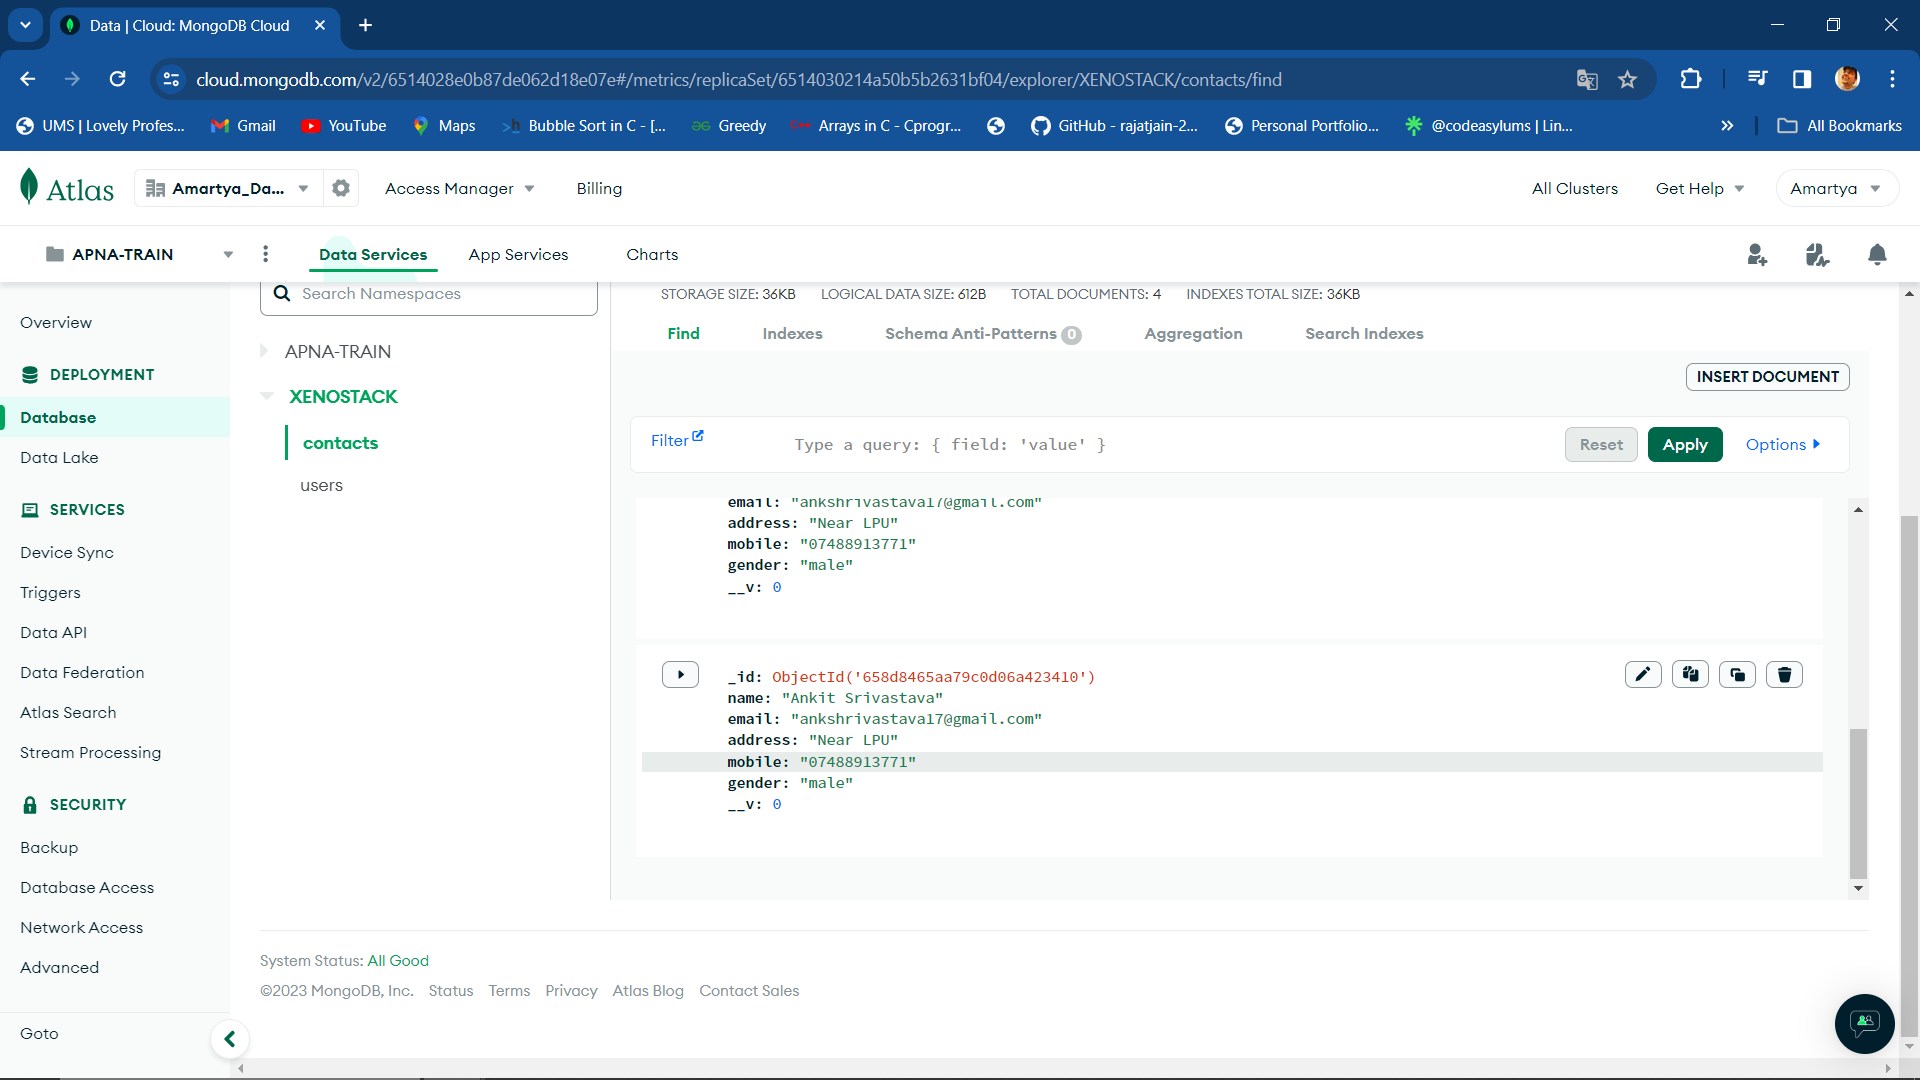 Data | Cloud: MongoDB Cloud
cloud.mongodb.com/v2/6514028e0b87de062d18e07e#/metrics/replicaSet/6514030214a50b5b2631bf04/explorer/XENOSTACK/contacts/find
UMS | Lovely Profes... Gmail YouTube Maps Bubble Sort in C - [... Greedy Arrays in C - Cprogr... GitHub - rajatjain-2... Personal Portfolio... @codeasylums | Lin... All Bookmarks
Atlas Amartya_Da... Access Manager Billing All Clusters Get Help Amartya
APNA-TRAIN Data Services App Services Charts
Search Namespaces
STORAGE SIZE: 36KB LOGICAL DATA SIZE: 612B TOTAL DOCUMENTS: 4 INDEXES TOTAL SIZE: 36KB
Overview
Find Indexes Schema Anti-Patterns 0 Aggregation Search Indexes
APNA-TRAIN
DEPLOYMENT
INSERT DOCUMENT
XENOSTACK
Database
contacts
Filter Type a query: { field: 'value' } Reset Apply Options
Data Lake
users
SERVICES
email: "ankshrivastava17@gmail.com"
address: "Near LPU"
mobile: "07488913771"
gender: "male"
__v: 0
Device Sync
Triggers
Data API
Data Federation
Atlas Search
Stream Processing
_id: ObjectId('658d8465aa79c0d06a423410')
name: "Ankit Srivastava"
email: "ankshrivastava17@gmail.com"
address: "Near LPU"
mobile: "07488913771"
gender: "male"
__v: 0
SECURITY
Backup
Database Access
Network Access
Advanced
System Status: All Good
©2023 MongoDB, Inc. Status Terms Privacy Atlas Blog Contact Sales
Goto